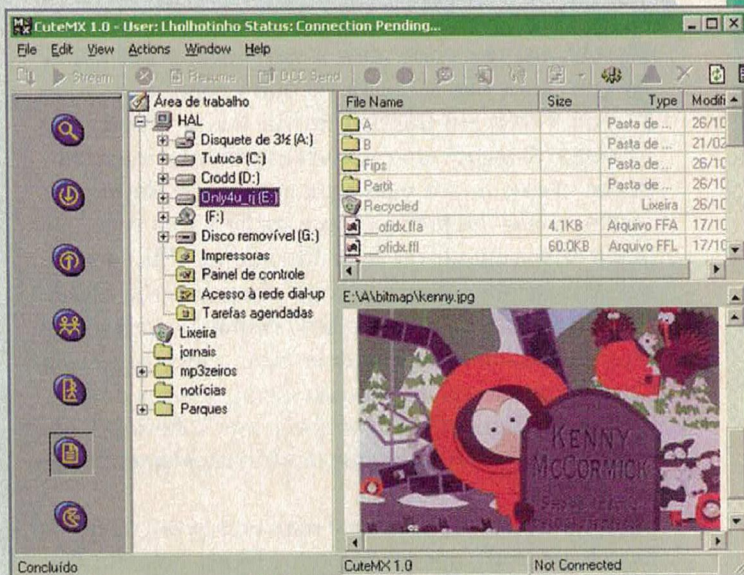 CuteMX 1.0 - User: Lholhotinho Status: Connection Pending...
File Edit View Actions Window Help
Stream Resume DCC Send
Área de trabalho
HAL
Disquete de 3½ (A:)
Tutuca (C:)
Crodd (D:)
Only4u_rj (E:)
(F:)
Disco removível (G:)
Impressoras
Painel de controle
Acesso à rede dial-up
Tarefas agendadas
Lixeira
jornais
mp3zeiros
notícias
Parques
File Name Size Type Modifi
A Pasta de ... 26/10
B Pasta de ... 21/02
Fips Pasta de ... 26/10
Partit Pasta de ... 26/10
Recycled Lixeira 26/10
_ofidx.ffa 4.1KB Arquivo FFA 17/10
_ofidx.ffl 60.0KB Arquivo FFL 17/10
E:\A\bitmap\kenny.jpg
KENNY
McCORMICK
Concluído CuteMX 1.0 Not Connected